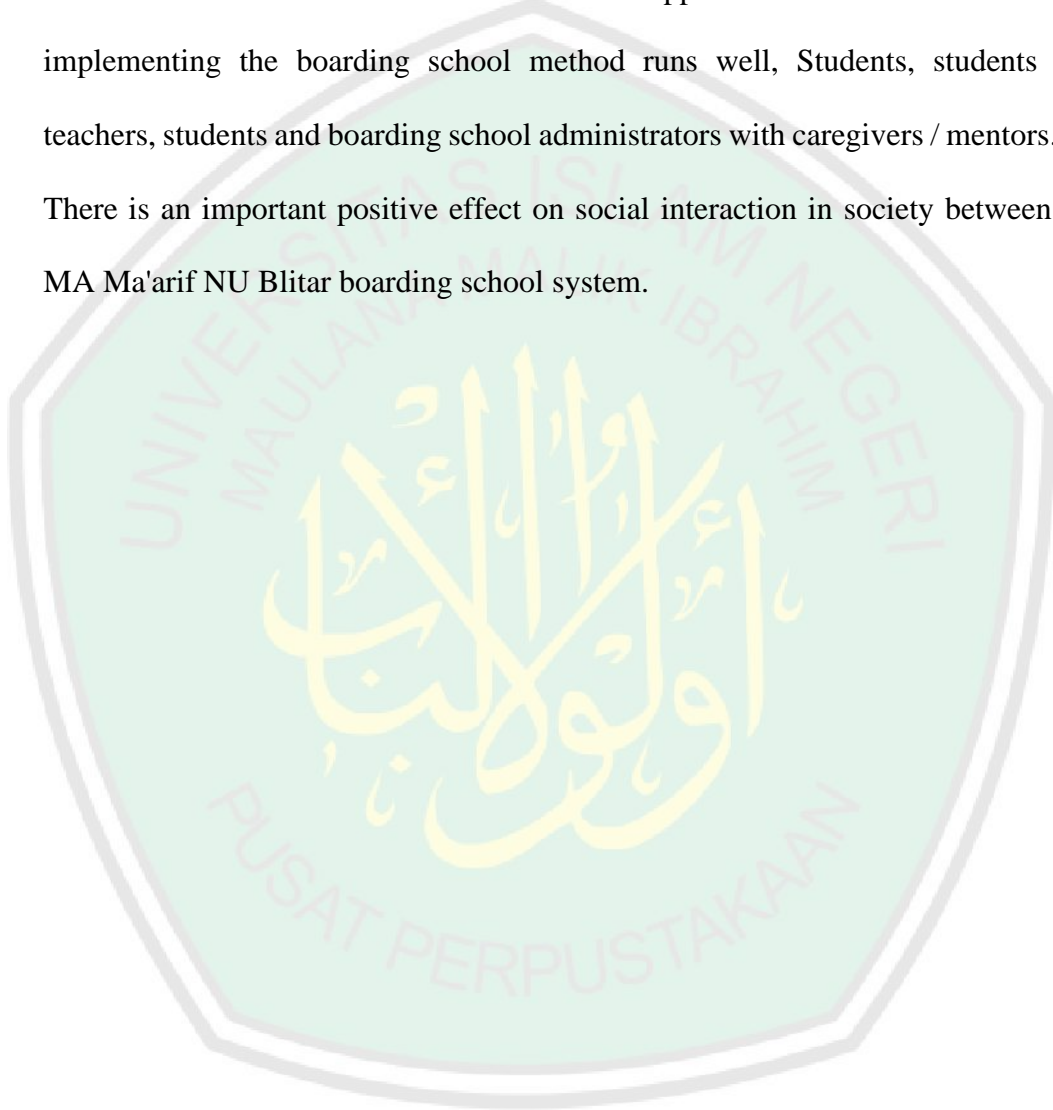 implementing the boarding school method runs well, Students, students
teachers, students and boarding school administrators with caregivers / mentors.
There is an important positive effect on social interaction in society between
MA Ma'arif NU Blitar boarding school system.
UNIVERSITAS ISLAM NEGERI
MAULANA MALIK IBRAHIM
أولوا الألباب
PUSAT PERPUSTAKAAN